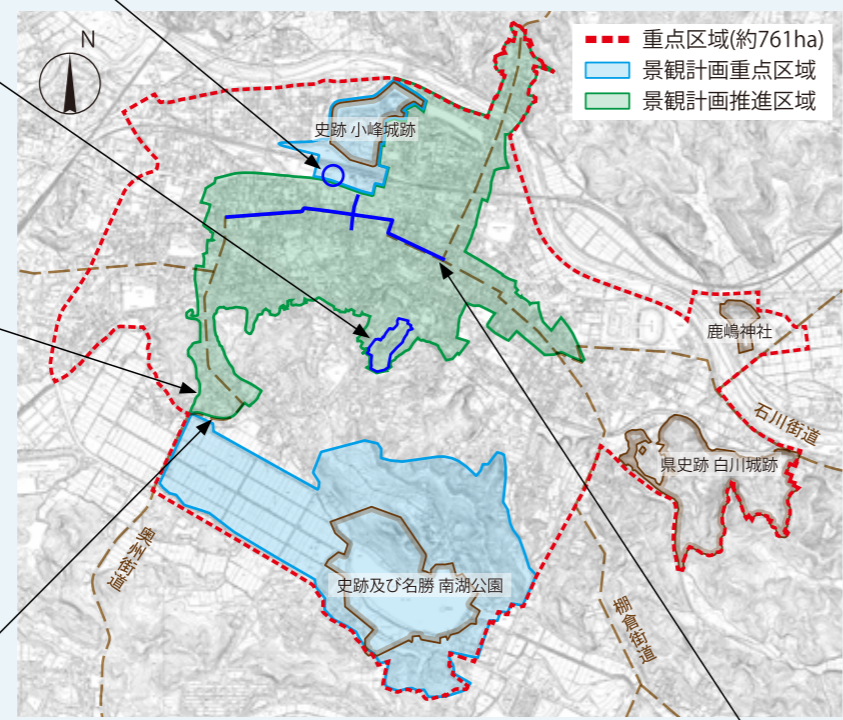 N
重点区域(約761ha)
景観計画重点区域
景観計画推進区域
史跡 小峰城跡
鹿嶋神社
石川街道
県史跡 白川城跡
奥州街道
史跡及び名勝 南湖公園
棚倉街道